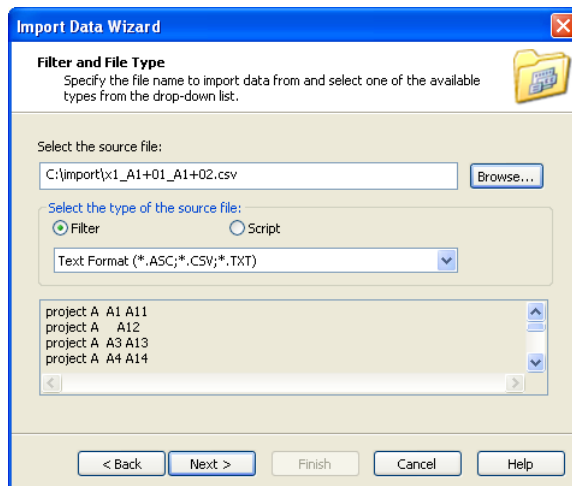 Import Data Wizard
Filter and File Type
Specify the file name to import data from and select one of the available
types from the drop-down list.
Select the source file:
C:\import\x1_A1+01_A1+02.csv
Browse...
Select the type of the source file:
Filter
Script
Text Format (*.ASC;*.CSV;*.TXT)
project A  A1 A11
project A     A12
project A  A3 A13
project A  A4 A14
< Back
Next >
Finish
Cancel
Help